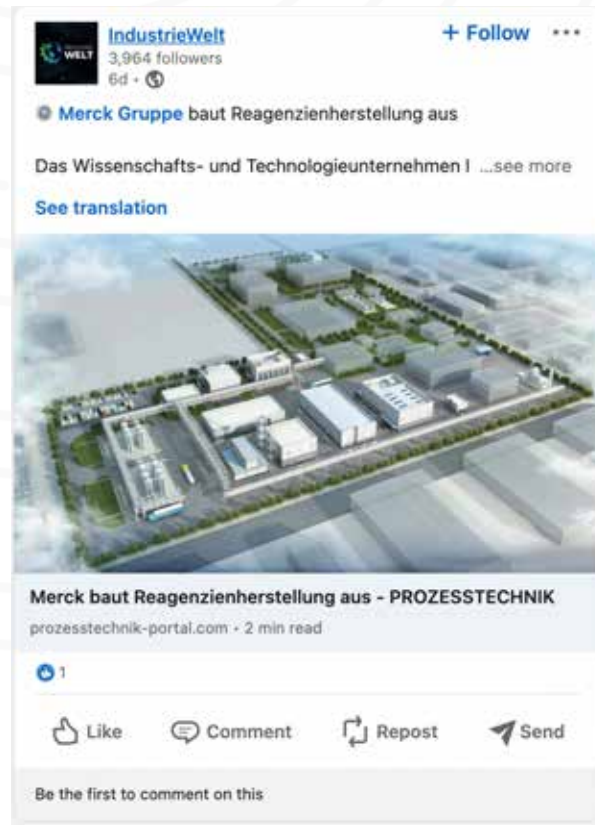 WELT
IndustrieWelt
+ Follow ...
3,964 followers
6d •
Merck Gruppe baut Reagenzienherstellung aus
Das Wissenschafts- und Technologieunternehmen I ...see more
See translation
Merck baut Reagenzienherstellung aus - PROZESSTECHNIK
prozesstechnik-portal.com • 2 min read
1
Like Comment Repost Send
Be the first to comment on this